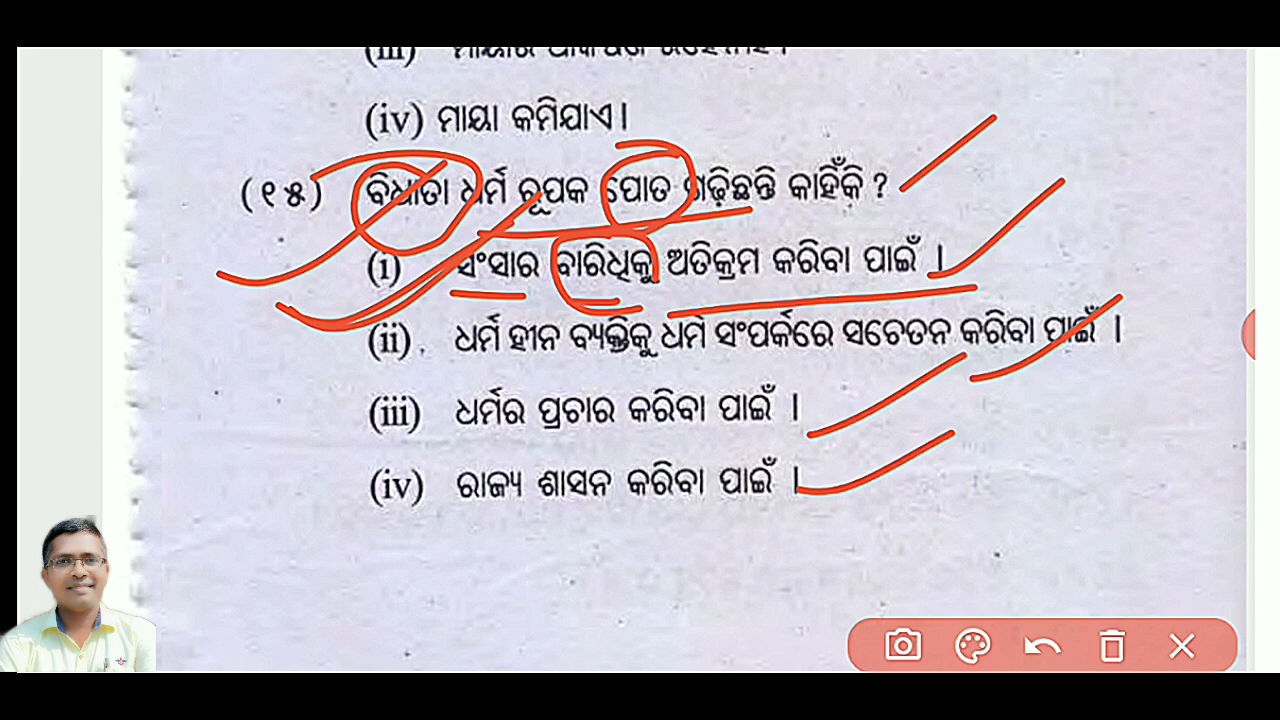 (iii) ମାୟାର
(iv) ମାୟା କମିଯାଏ।
(୧୫) ବିଧାତା ଧର୍ମ ରୂପକ ପୋତ ଗଢ଼ିଛନ୍ତି କାହିଁକି ?
(i) ସଂସାର ବାରିଧିକୁ ଅତିକ୍ରମ କରିବା ପାଇଁ ।
(ii) ଧର୍ମ ହୀନ ବ୍ୟକ୍ତିକୁ ଧର୍ମ ସଂପର୍କରେ ସଚେତନ କରିବା ପାଇଁ ।
(iii) ଧର୍ମର ପ୍ରଚାର କରିବା ପାଇଁ ।
(iv) ରାଜ୍ୟ ଶାସନ କରିବା ପାଇଁ ।